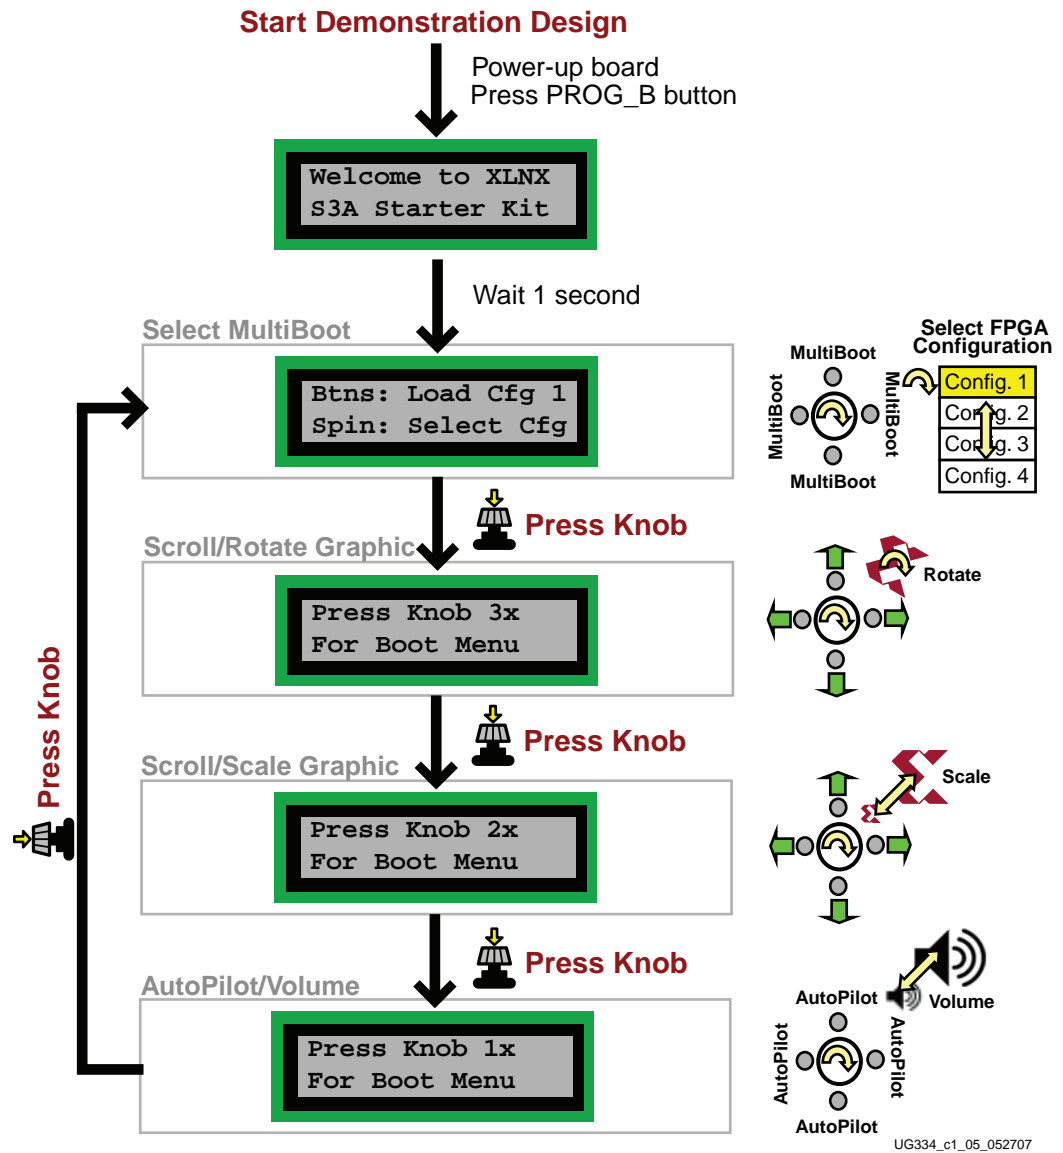 Start Demonstration Design
Power-up board
Press PROG_B button
Welcome to XLNX
S3A Starter Kit
Wait 1 second
Select MultiBoot
Btns: Load Cfg 1
Spin: Select Cfg
MultiBoot
MultiBoot
MultiBoot
MultiBoot
Select FPGA
Configuration
Config. 1
Config. 2
Config. 3
Config. 4
Press Knob
Scroll/Rotate Graphic
Press Knob 3x
For Boot Menu
Rotate
Press Knob
Press Knob
Scroll/Scale Graphic
Press Knob 2x
For Boot Menu
Scale
Press Knob
AutoPilot/Volume
Press Knob 1x
For Boot Menu
AutoPilot
Volume
AutoPilot
AutoPilot
AutoPilot
UG334_c1_05_052707